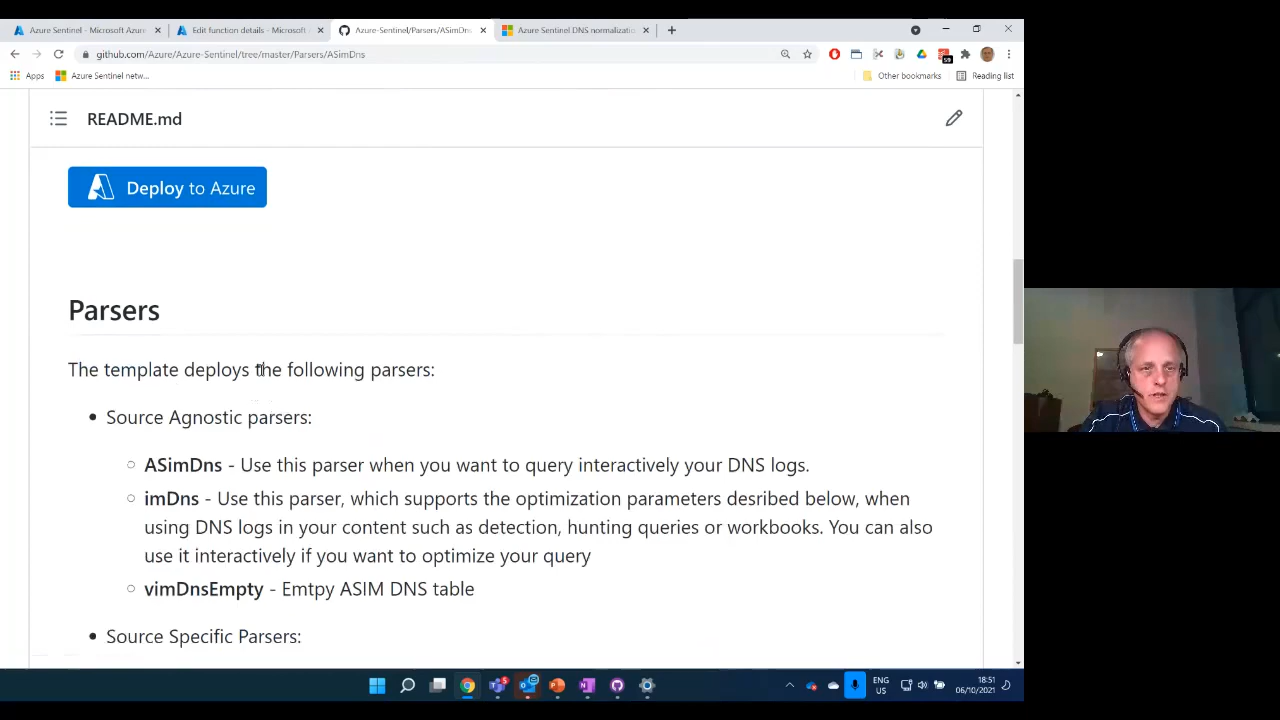 Azure Sentinel - Microsoft Azure
Edit function details - Microsoft
Azure-Sentinel/Parsers/ASimDns
Azure Sentinel DNS normalizatio
github.com/Azure/Azure-Sentinel/tree/master/Parsers/ASimDns
59
Apps
Azure Sentinel netw...
Other bookmarks
Reading list
README.md
Deploy to Azure
Parsers
The template deploys the following parsers:
Source Agnostic parsers:
ASimDns - Use this parser when you want to query interactively your DNS logs.
imDns - Use this parser, which supports the optimization parameters desribed below, when
using DNS logs in your content such as detection, hunting queries or workbooks. You can also
use it interactively if you want to optimize your query
vimDnsEmpty - Emtpy ASIM DNS table
Source Specific Parsers:
ENG
US
18:51
06/10/2021